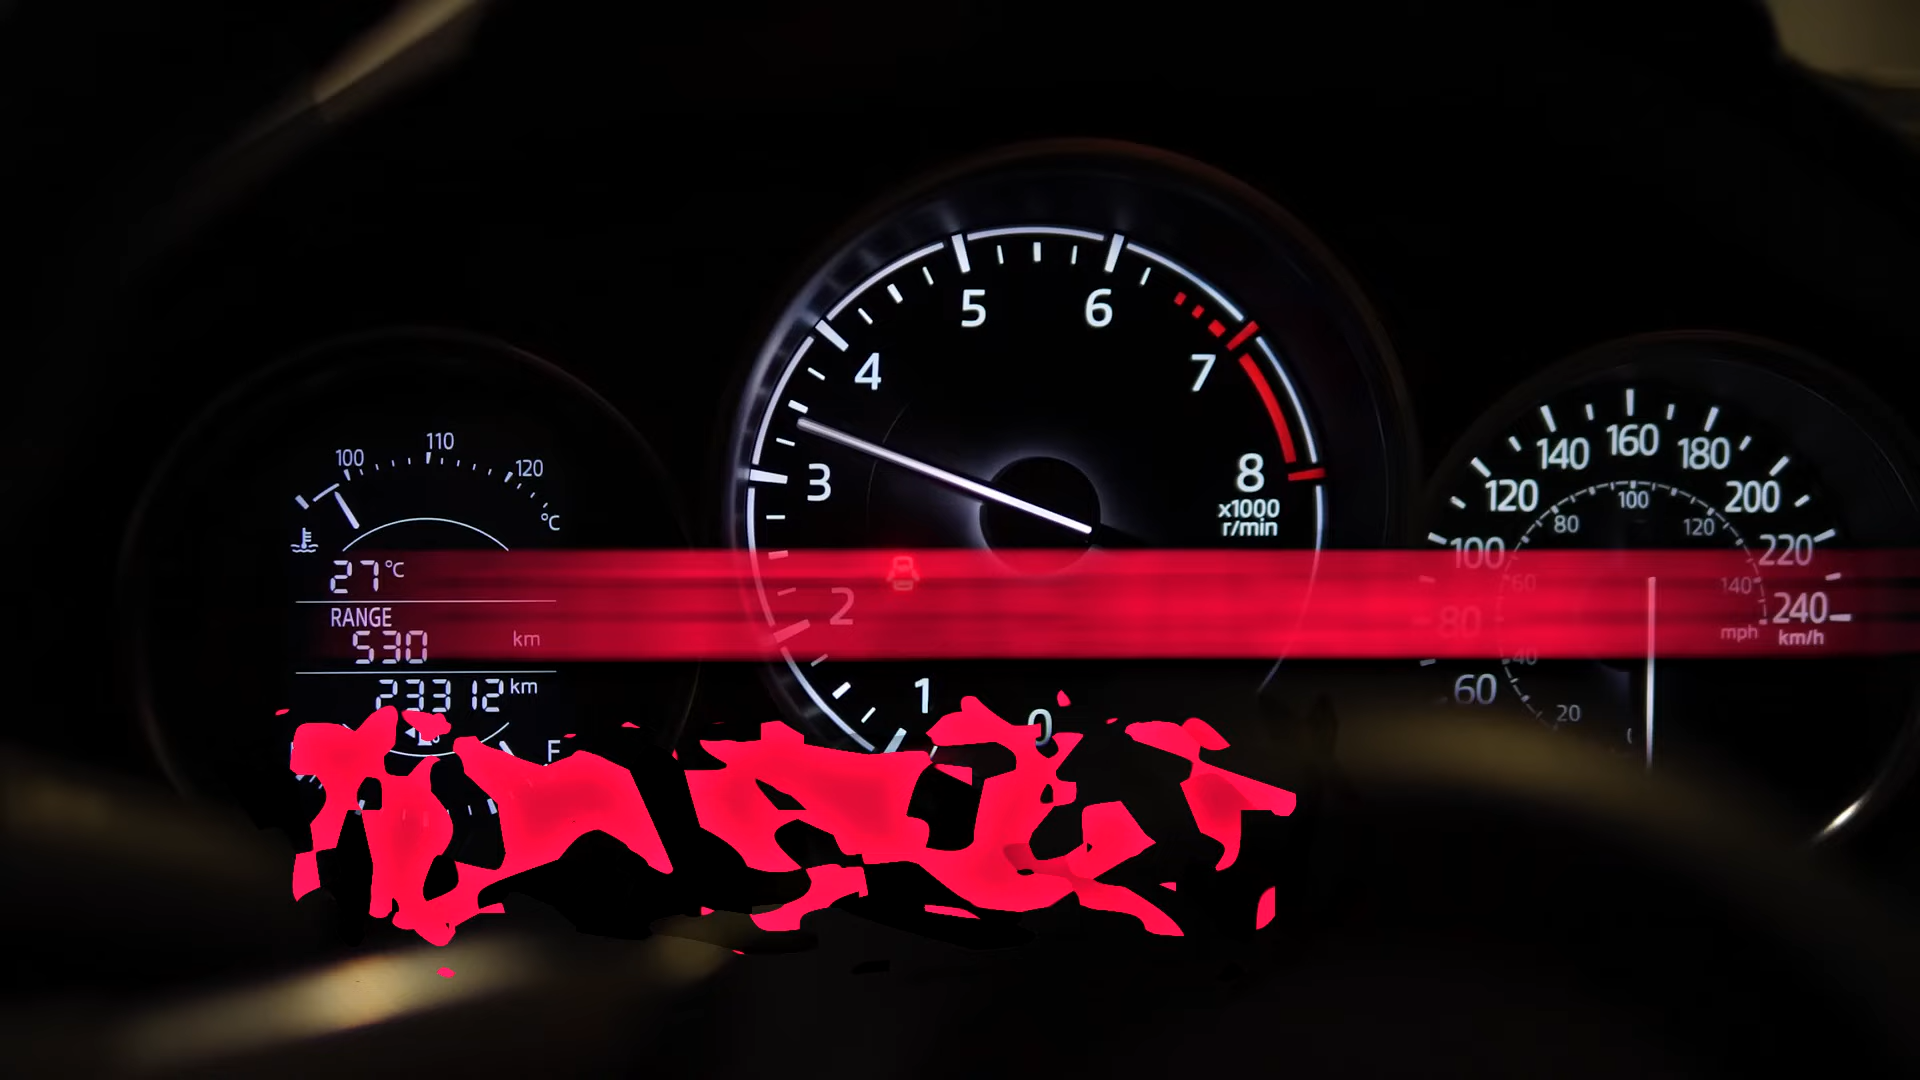 100 110 120 °C
27 °C
RANGE
530 km
23312 km
F
0 1 2 3 4 5 6 7 8
x1000
r/min
60 80 100 120 140 160 180 200 220 240
km/h
20 40 60 80 100 120 140
mph